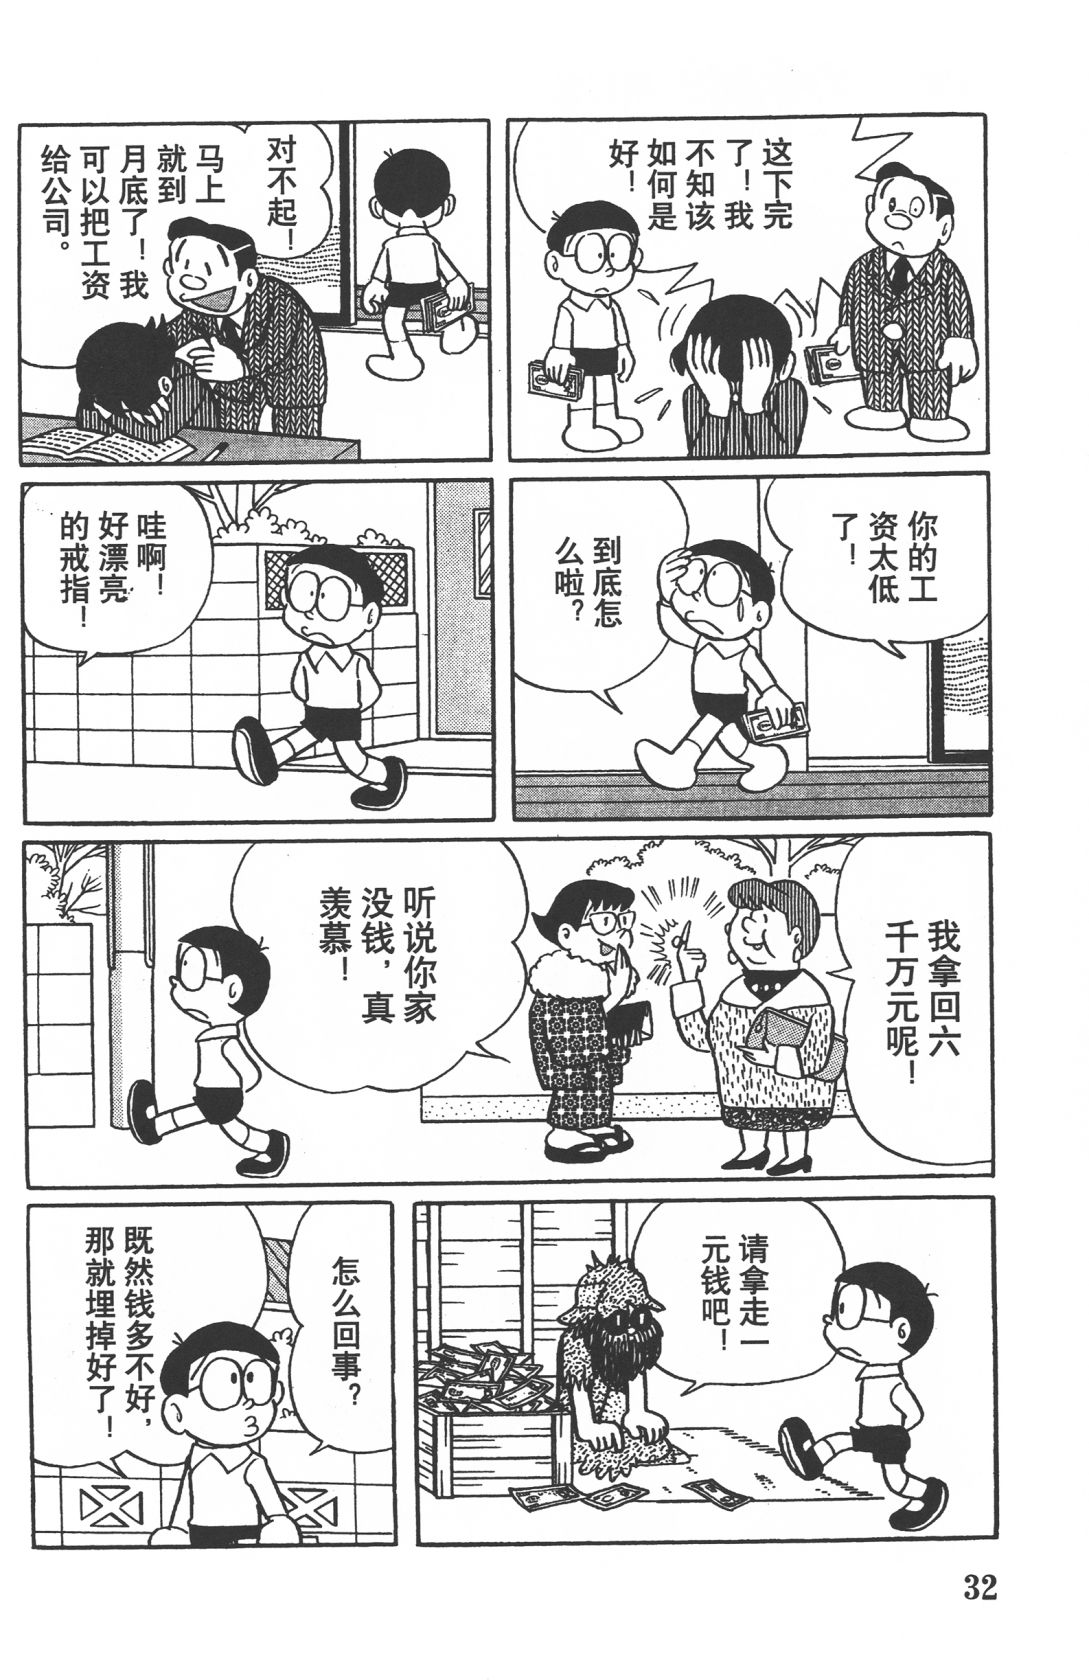 这下完
了！我
不知该
如何是
好！
对不起！
马上
就到
月底了！我
可以把工资
给公司。
你的工
资太低
了！
到底怎
么啦？
哇啊！
好漂亮
的戒指！
我拿回六
千万元呢！
听说你家
没钱，真
羡慕！
请拿走一
元钱吧！
怎么回事？
既然钱多不好，
那就埋掉好了！
32